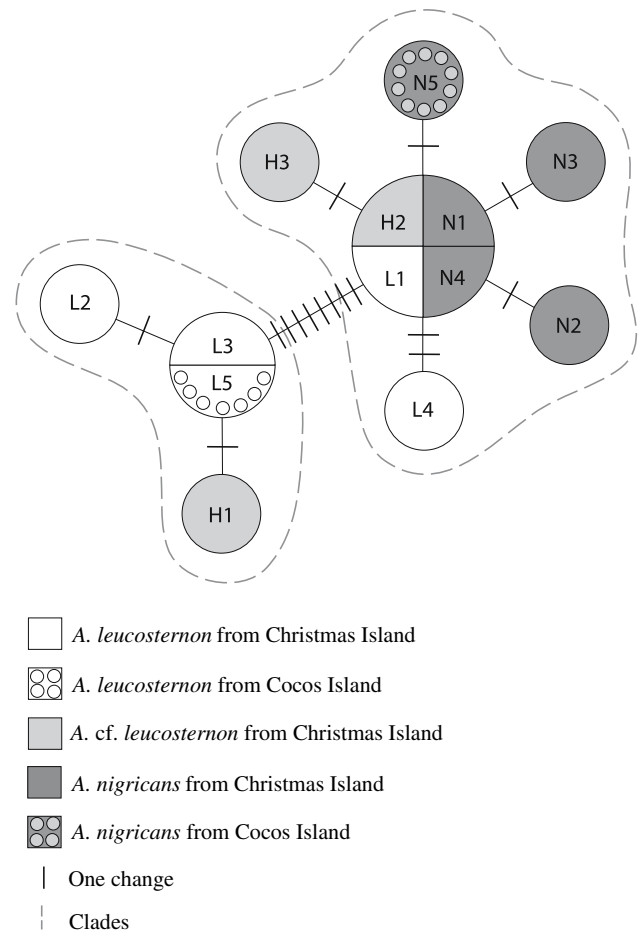 N5
H3
N3
H2 N1
L1 N4
L2
N2
L3
L5
L4
H1
A. leucosternon from Christmas Island
A. leucosternon from Cocos Island
A. cf. leucosternon from Christmas Island
A. nigricans from Christmas Island
A. nigricans from Cocos Island
One change
Clades